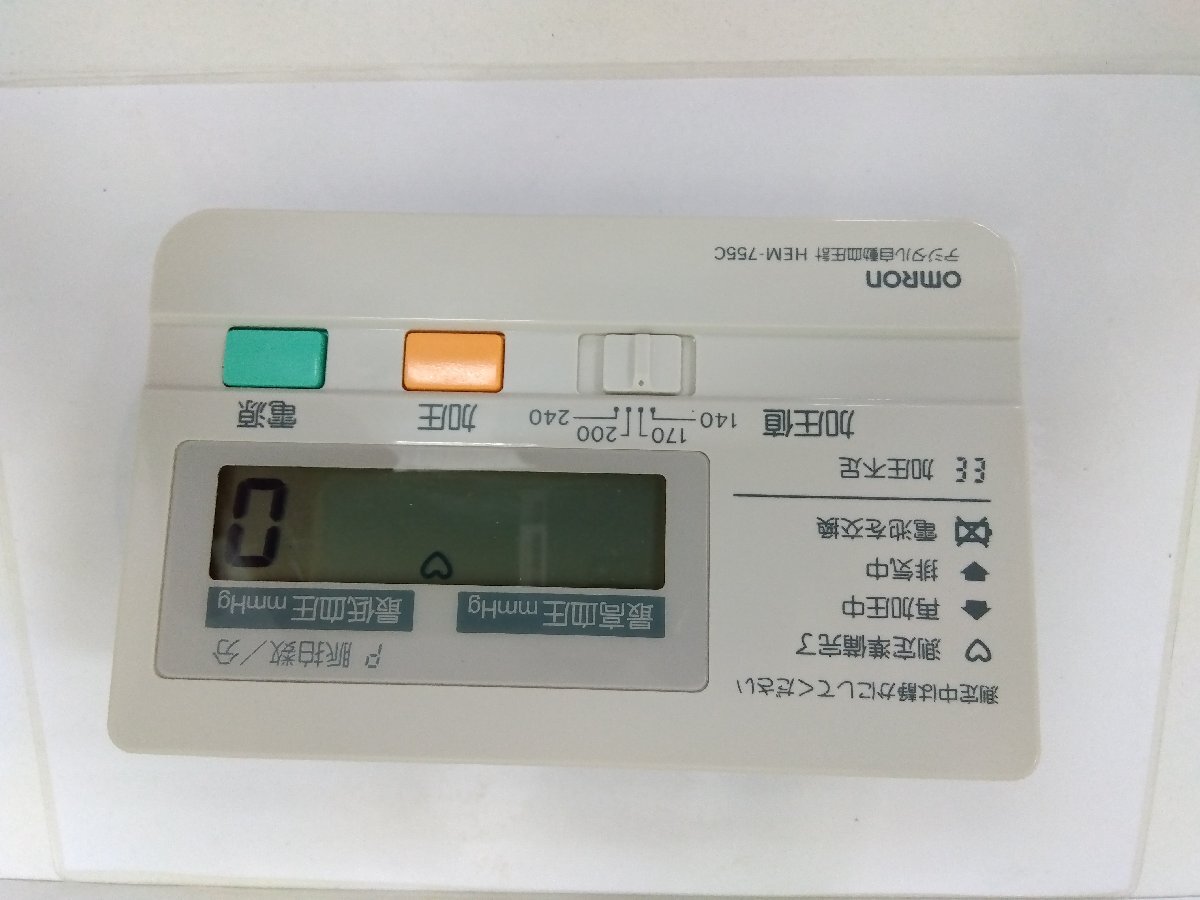 測定中は静かにしてください
測定準備完了
再加圧中
排気中
電池を交換
EE 加圧不足
P 脈拍数/分
最高血圧 mmHg 最低血圧 mmHg
0
加圧値
140 170 200 240
加圧
電源
OMRON
デジタル自動血圧計 HEM-755C